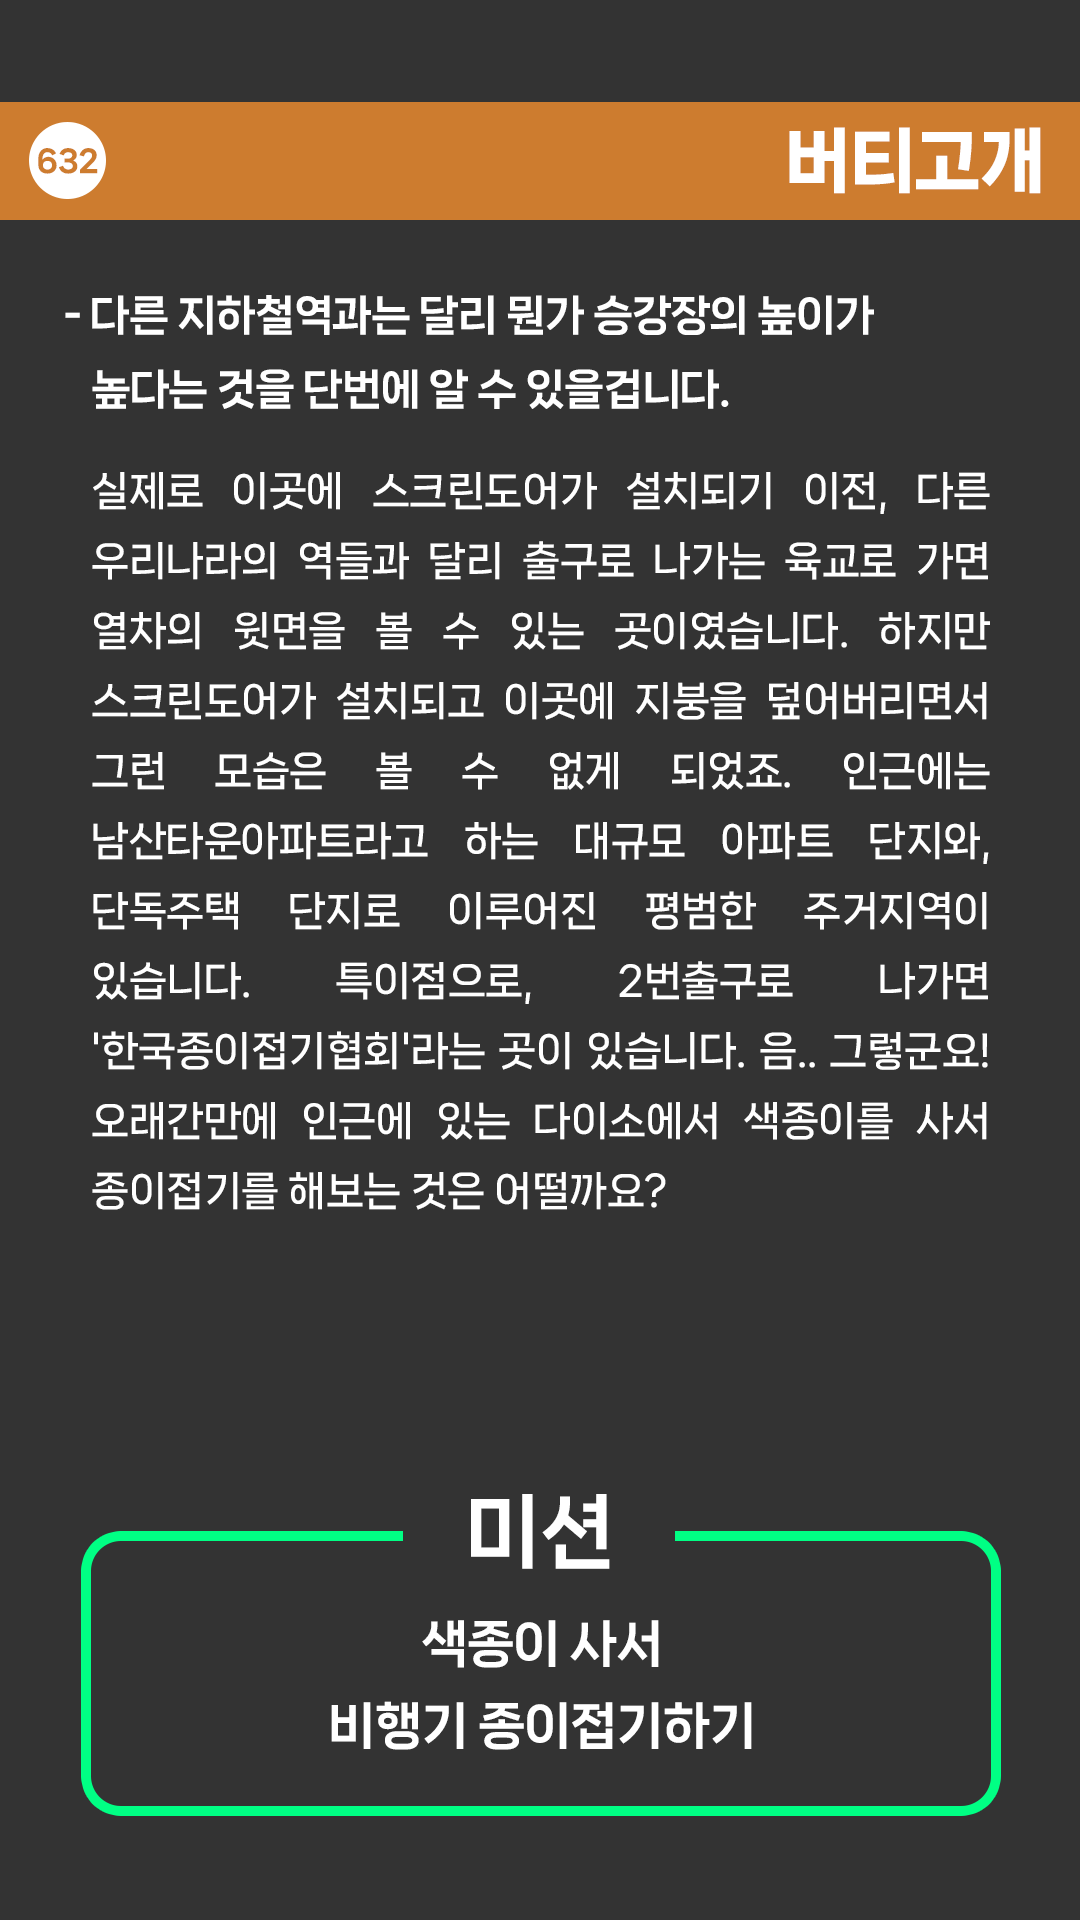 632
버티고개
- 다른 지하철역과는 달리 뭔가 승강장의 높이가
높다는 것을 단번에 알 수 있을겁니다.
실제로 이곳에 스크린도어가 설치되기 이전, 다른
우리나라의 역들과 달리 출구로 나가는 육교로 가면
열차의 윗면을 볼 수 있는 곳이였습니다. 하지만
스크린도어가 설치되고 이곳에 지붕을 덮어버리면서
그런 모습은 볼 수 없게 되었죠. 인근에는
남산타운아파트라고 하는 대규모 아파트 단지와,
단독주택 단지로 이루어진 평범한 주거지역이
있습니다. 특이점으로, 2번출구로 나가면
'한국종이접기협회'라는 곳이 있습니다. 음.. 그렇군요!
오래간만에 인근에 있는 다이소에서 색종이를 사서
종이접기를 해보는 것은 어떨까요?
미션
색종이 사서
비행기 종이접기하기